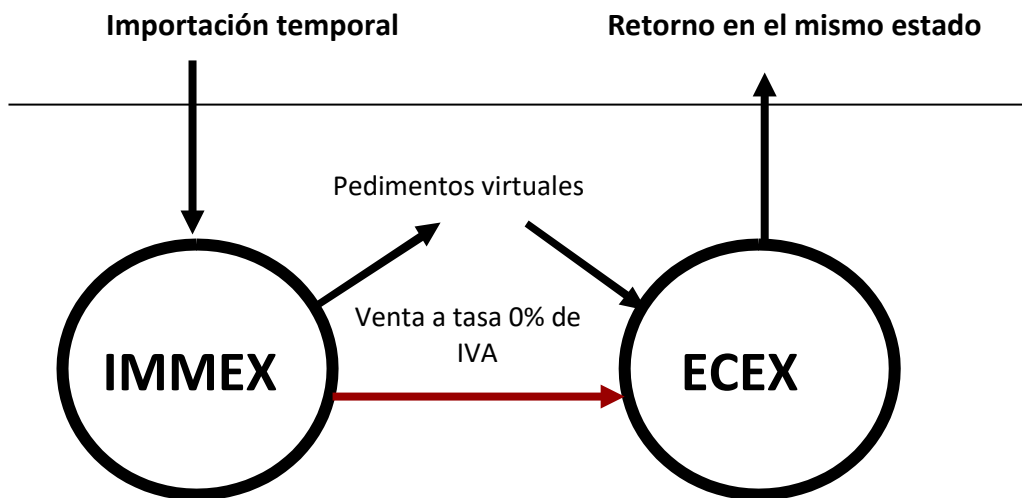 Importación temporal
Retorno en el mismo estado
Pedimentos virtuales
Venta a tasa 0% de
IVA
IMMEX
ECEX